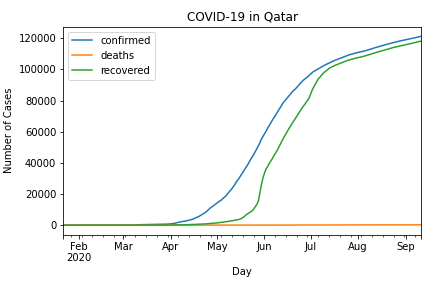 COVID-19 in Qatar
confirmed
deaths
recovered
Number of Cases
120000
100000
80000
60000
40000
20000
0
Feb Mar Apr May Jun Jul Aug Sep
2020
Day